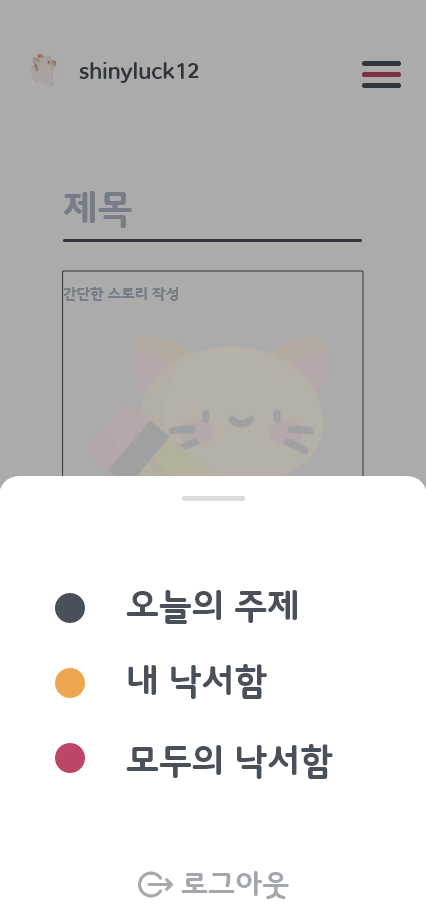 shinyluck12
제목
간단한 스토리 작성
오늘의 주제
내 낙서함
모두의 낙서함
로그아웃